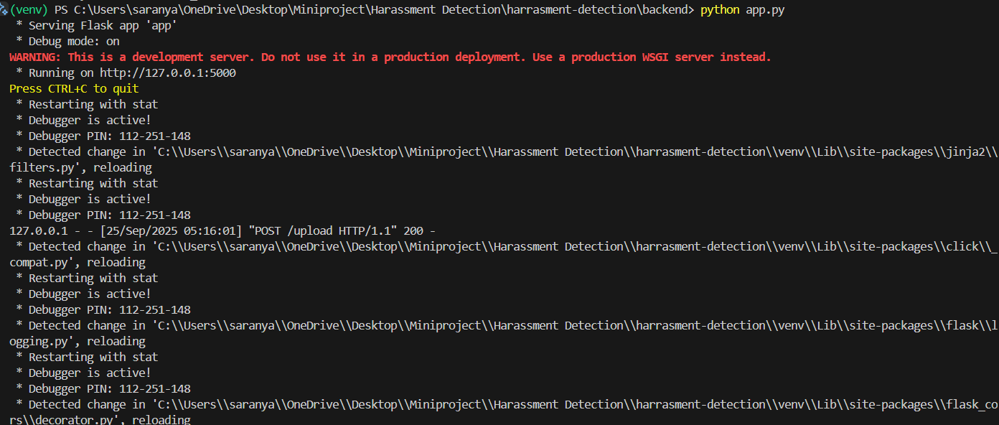 (venv) PS C:\Users\saranya\OneDrive\Desktop\Miniproject\Harassment Detection\harrasment-detection\backend> python app.py
 * Serving Flask app 'app'
 * Debug mode: on
WARNING: This is a development server. Do not use it in a production deployment. Use a production WSGI server instead.
 * Running on http://127.0.0.1:5000
Press CTRL+C to quit
 * Restarting with stat
 * Debugger is active!
 * Debugger PIN: 112-251-148
 * Detected change in 'C:\\Users\\saranya\\OneDrive\\Desktop\\Miniproject\\Harassment Detection\\harrasment-detection\\venv\\Lib\\site-packages\\jinja2\\
filters.py', reloading
 * Restarting with stat
 * Debugger is active!
 * Debugger PIN: 112-251-148
127.0.0.1 - - [25/Sep/2025 05:16:01] "POST /upload HTTP/1.1" 200 -
 * Detected change in 'C:\\Users\\saranya\\OneDrive\\Desktop\\Miniproject\\Harassment Detection\\harrasment-detection\\venv\\Lib\\site-packages\\click\\_
compat.py', reloading
 * Restarting with stat
 * Debugger is active!
 * Debugger PIN: 112-251-148
 * Detected change in 'C:\\Users\\saranya\\OneDrive\\Desktop\\Miniproject\\Harassment Detection\\harrasment-detection\\venv\\Lib\\site-packages\\flask\\l
ogging.py', reloading
 * Restarting with stat
 * Debugger is active!
 * Debugger PIN: 112-251-148
 * Detected change in 'C:\\Users\\saranya\\OneDrive\\Desktop\\Miniproject\\Harassment Detection\\harrasment-detection\\venv\\Lib\\site-packages\\flask_co
rs\\decorator.py', reloading